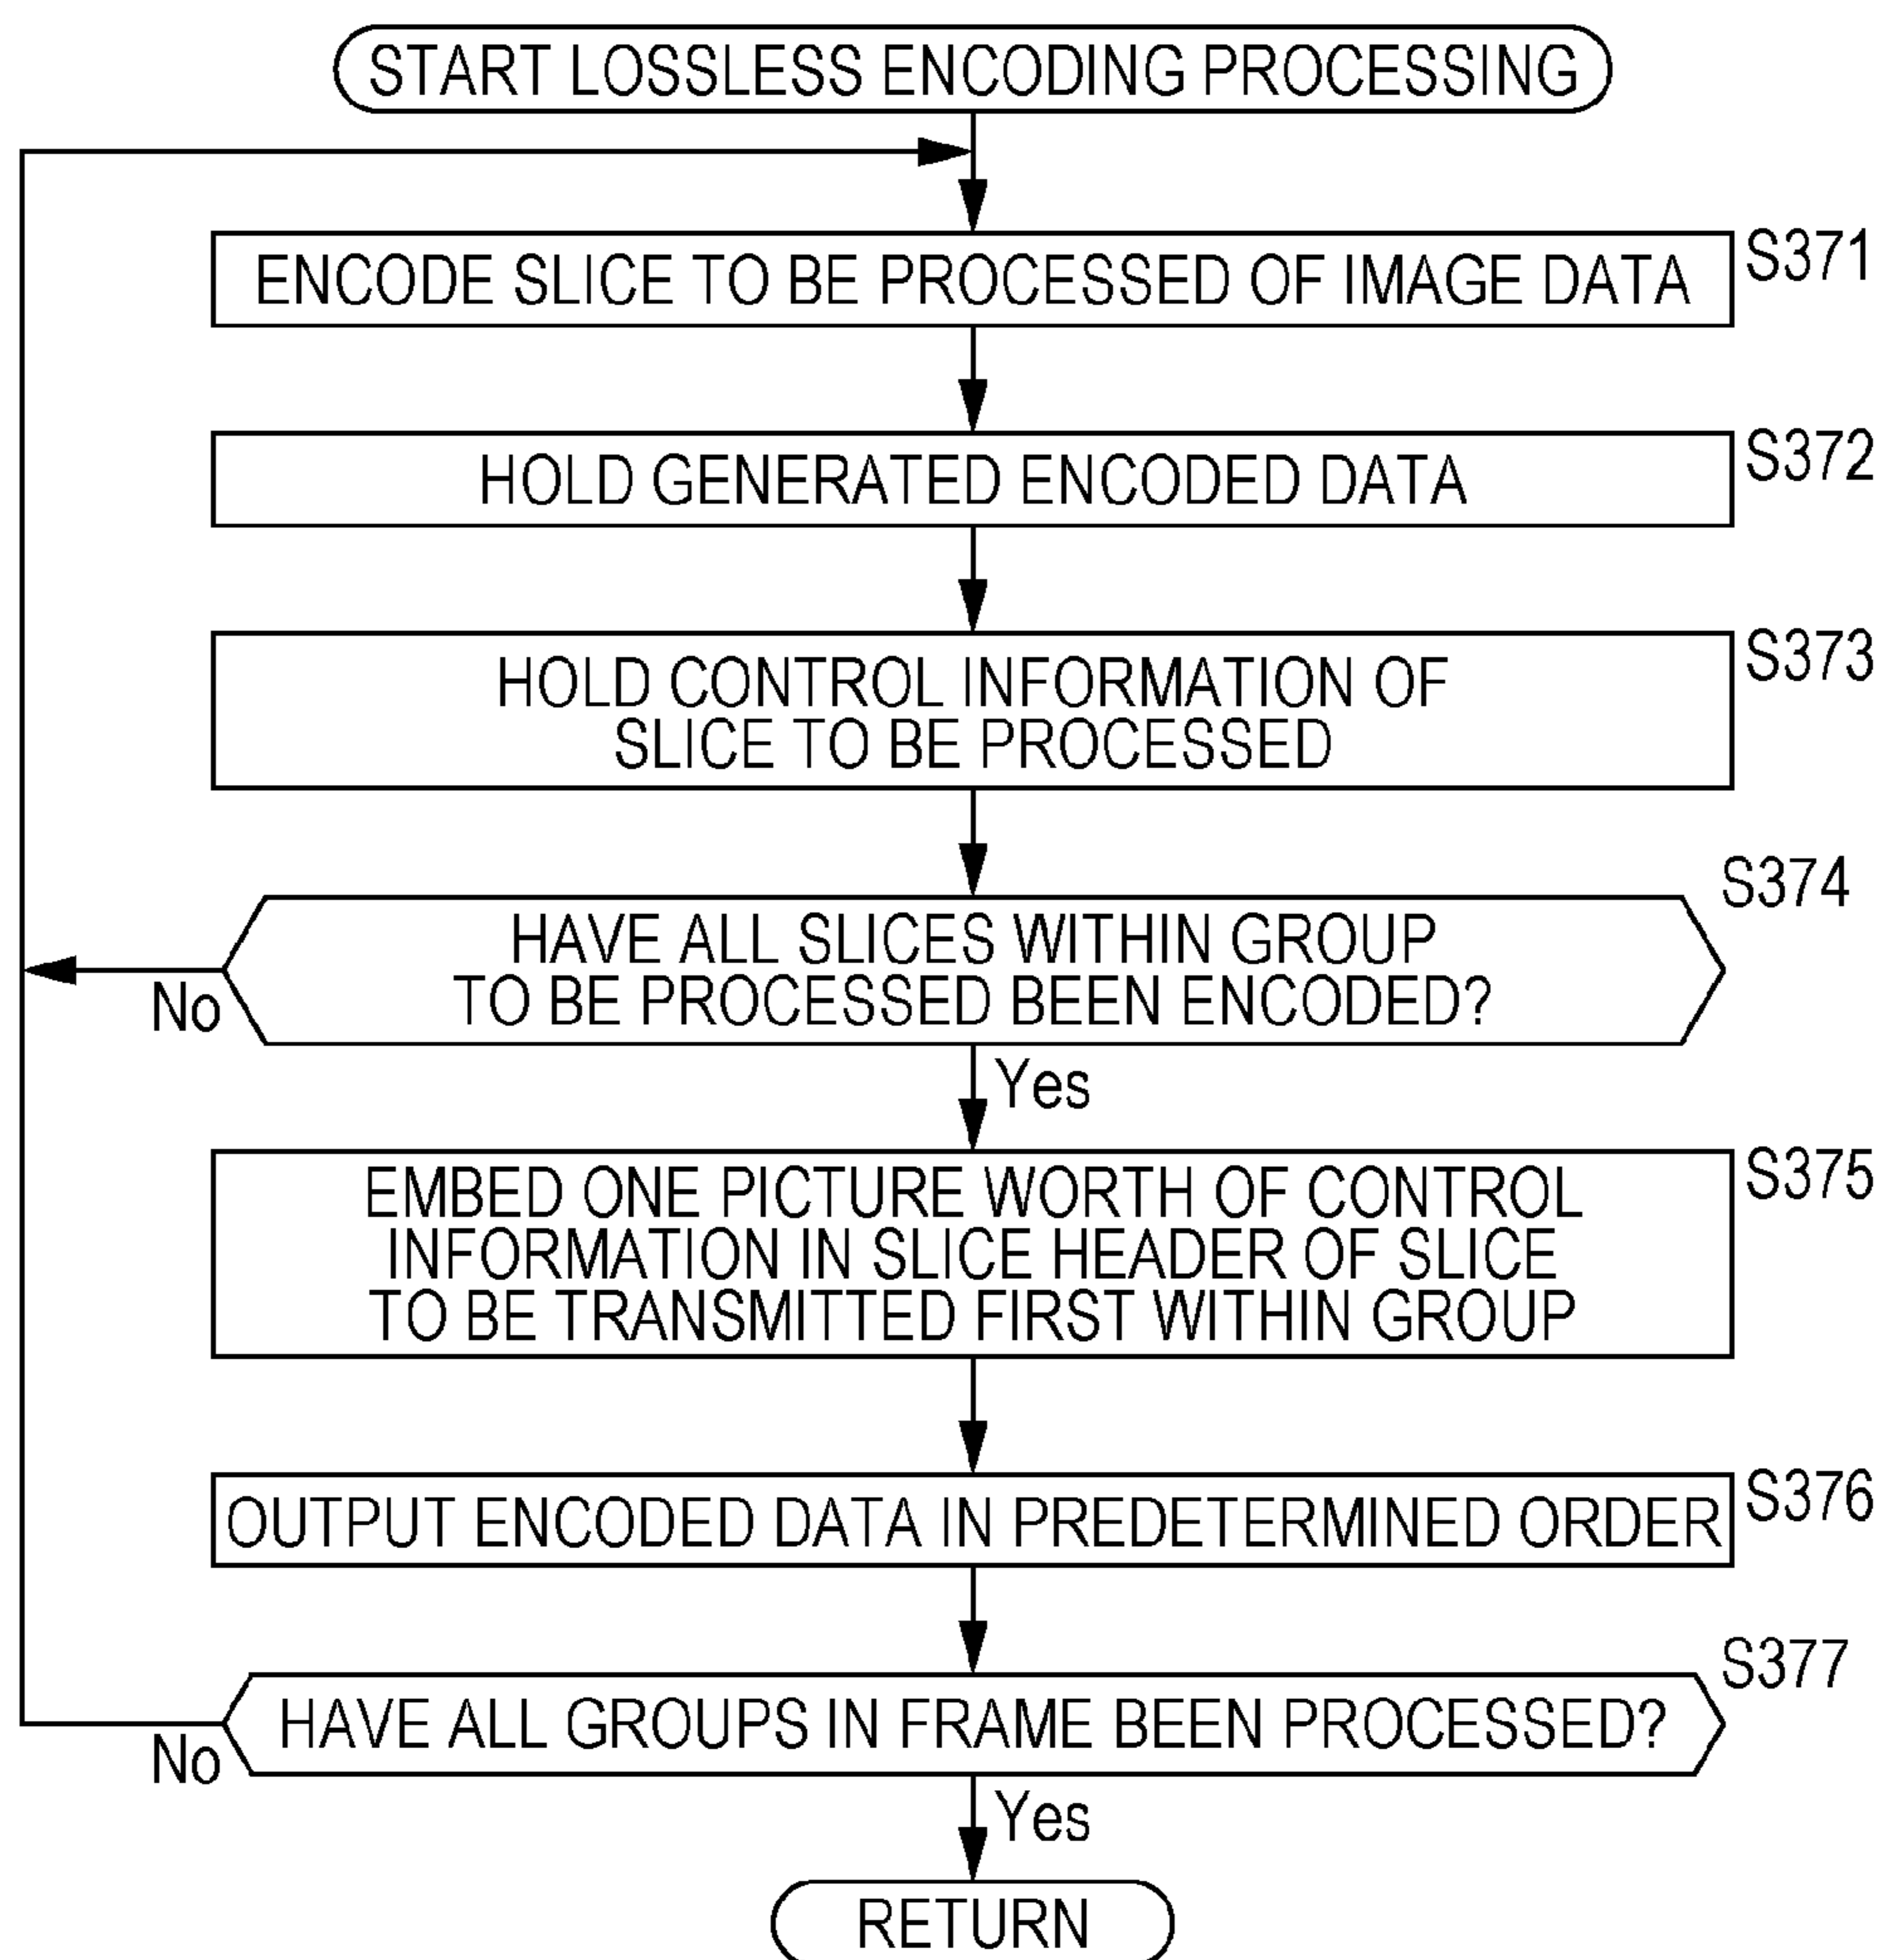 START LOSSLESS ENCODING PROCESSING
ENCODE SLICE TO BE PROCESSED OF IMAGE DATA
S371
HOLD GENERATED ENCODED DATA
S372
HOLD CONTROL INFORMATION OF
SLICE TO BE PROCESSED
S373
HAVE ALL SLICES WITHIN GROUP
TO BE PROCESSED BEEN ENCODED?
S374
No
Yes
EMBED ONE PICTURE WORTH OF CONTROL
INFORMATION IN SLICE HEADER OF SLICE
TO BE TRANSMITTED FIRST WITHIN GROUP
S375
OUTPUT ENCODED DATA IN PREDETERMINED ORDER
S376
HAVE ALL GROUPS IN FRAME BEEN PROCESSED?
S377
No
Yes
RETURN